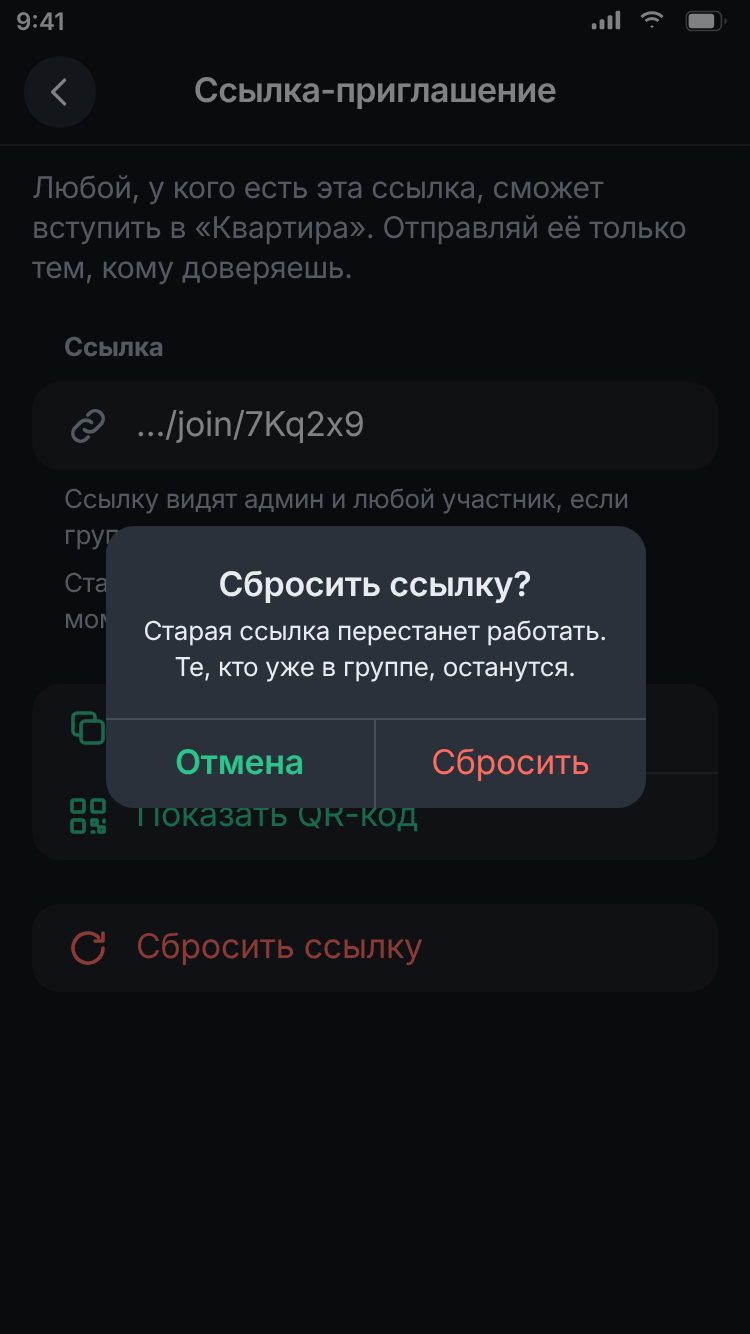 9:41
Ссылка-приглашение
Любой, у кого есть эта ссылка, сможет
вступить в «Квартира». Отправляй её только
тем, кому доверяешь.
Ссылка
.../join/7Kq2x9
Ссылку видят админ и любой участник, если
Сбросить ссылку?
Старая ссылка перестанет работать.
Те, кто уже в группе, останутся.
Отмена
Сбросить
Показать QR-код
Сбросить ссылку